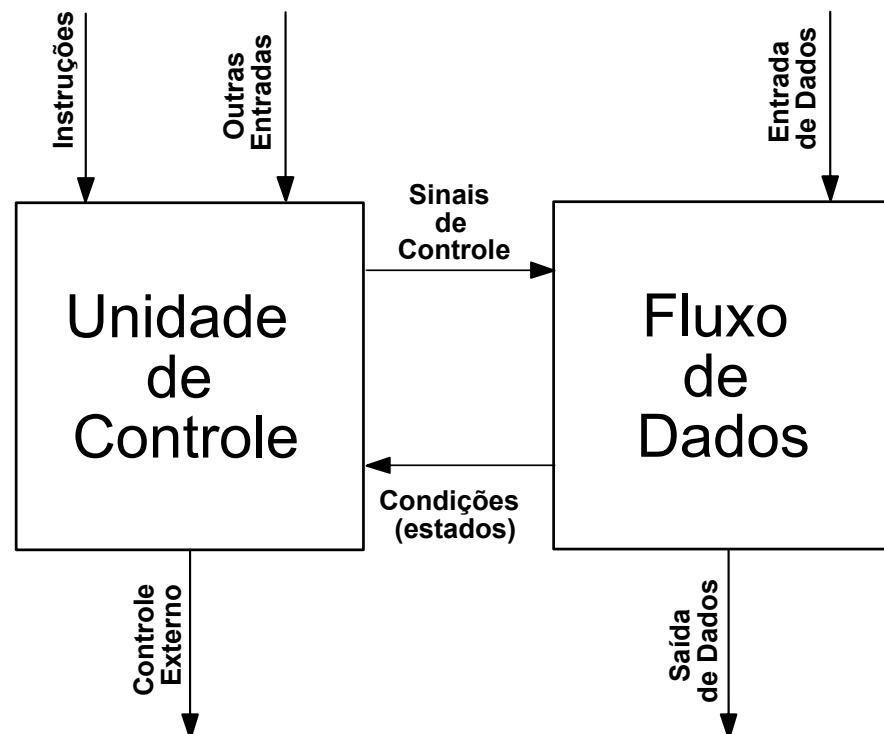 Instruções
Outras
Entradas
Entrada
de Dados
Sinais
de
Controle
Unidade
de
Controle
Fluxo
de
Dados
Condições
(estados)
Controle
Externo
Saída
de Dados